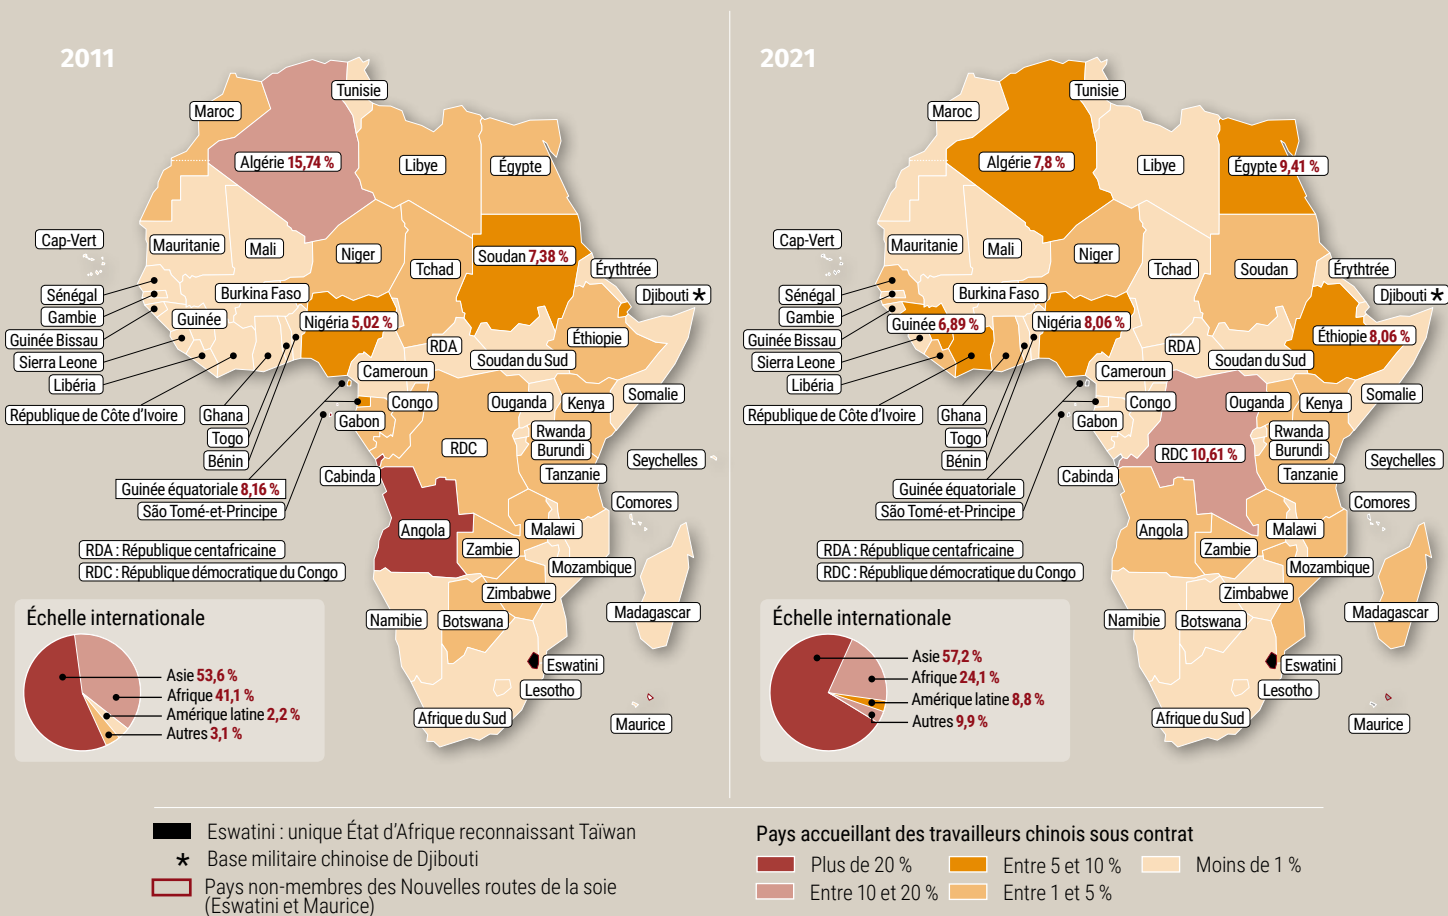 2011
Maroc
Tunisie
Algérie 15,74 %
Libye
Égypte
Cap-Vert
Mauritanie
Mali
Niger
Tchad
Soudan 7,38 %
Érythtrée
Djibouti *
Sénégal
Gambie
Guinée Bissau
Sierra Leone
Libéria
République de Côte d'Ivoire
Burkina Faso
Guinée
Nigéria 5,02 %
Éthiopie
RDA
Soudan du Sud
Cameroun
Somalie
Ghana
Togo
Bénin
Congo
Gabon
Ouganda
Kenya
Rwanda
Burundi
RDC
Tanzanie
Seychelles
Cabinda
Guinée équatoriale 8,16 %
São Tomé-et-Principe
Comores
Angola
Malawi
Zambie
Mozambique
Zimbabwe
Madagascar
Namibie
Botswana
Eswatini
Lesotho
Afrique du Sud
Maurice
RDA : République centafricaine
RDC : République démocratique du Congo
Échelle internationale
Asie 53,6 %
Afrique 41,1 %
Amérique latine 2,2 %
Autres 3,1 %
2021
Maroc
Tunisie
Algérie 7,8 %
Libye
Égypte 9,41 %
Cap-Vert
Mauritanie
Mali
Niger
Tchad
Soudan
Érythtrée
Djibouti *
Sénégal
Gambie
Guinée Bissau
Sierra Leone
Libéria
République de Côte d'Ivoire
Burkina Faso
Guinée 6,89 %
Nigéria 8,06 %
Éthiopie 8,06 %
RDA
Soudan du Sud
Cameroun
Somalie
Ghana
Togo
Bénin
Congo
Gabon
Ouganda
Kenya
Rwanda
Burundi
RDC 10,61 %
Tanzanie
Seychelles
Cabinda
Guinée équatoriale
São Tomé-et-Principe
Comores
Angola
Malawi
Zambie
Mozambique
Zimbabwe
Madagascar
Namibie
Botswana
Eswatini
Lesotho
Afrique du Sud
Maurice
RDA : République centafricaine
RDC : République démocratique du Congo
Échelle internationale
Asie 57,2 %
Afrique 24,1 %
Amérique latine 8,8 %
Autres 9,9 %
Eswatini : unique État d'Afrique reconnaissant Taïwan
* Base militaire chinoise de Djibouti
Pays non-membres des Nouvelles routes de la soie
(Eswatini et Maurice)
Pays accueillant des travailleurs chinois sous contrat
Plus de 20 %
Entre 5 et 10 %
Moins de 1 %
Entre 10 et 20 %
Entre 1 et 5 %